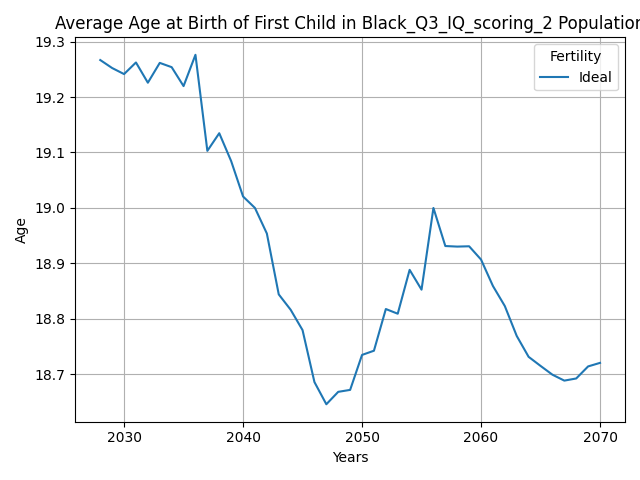 Average Age at Birth of First Child in Black_Q3_IQ_scoring_2 Population
19.3
19.2
19.1
19.0
18.9
18.8
18.7
Age
Fertility
Ideal
2030
2040
2050
2060
2070
Years